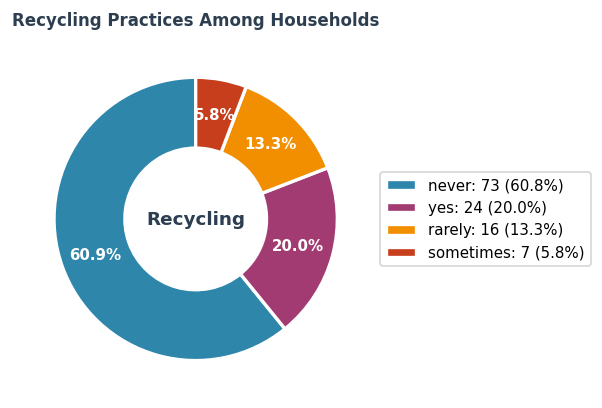 Recycling Practices Among Households
5.8%
13.3%
Recycling
20.0%
60.9%
never: 73 (60.8%)
yes: 24 (20.0%)
rarely: 16 (13.3%)
sometimes: 7 (5.8%)